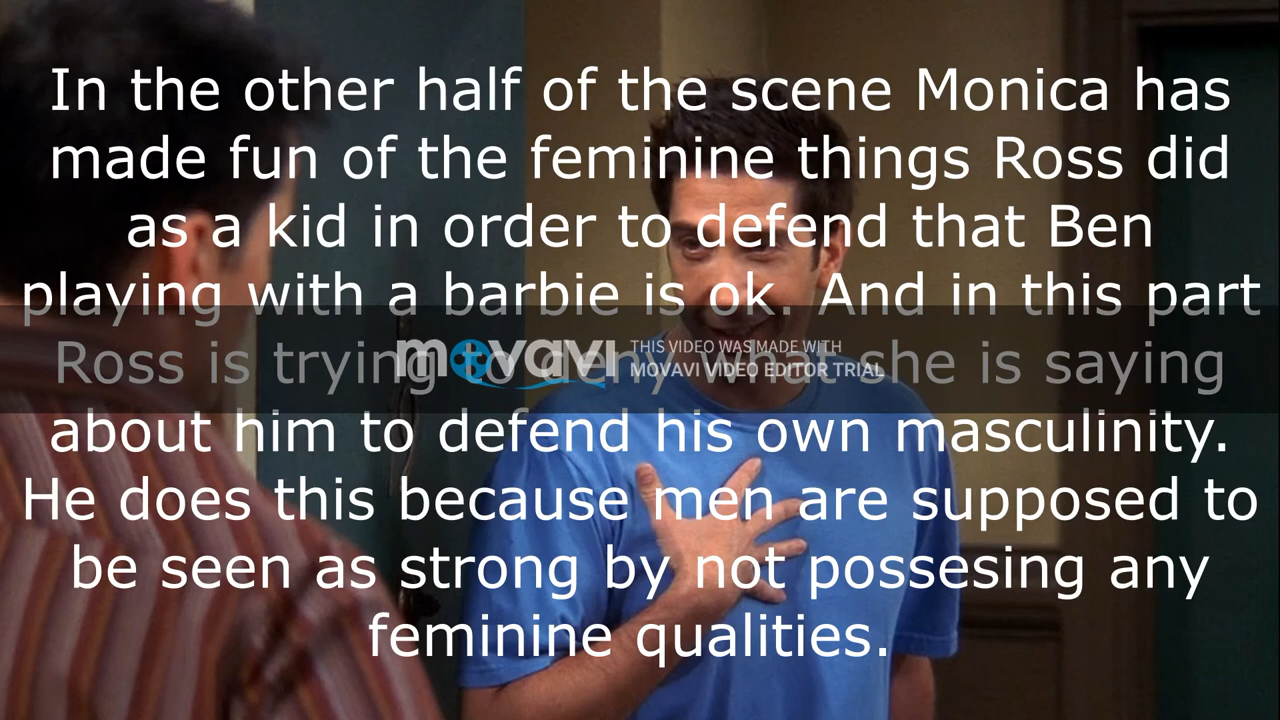 In the other half of the scene Monica has
made fun of the feminine things Ross did
as a kid in order to defend that Ben
playing with a barbie is ok. And in this part
Ross is trying to deny what she is saying
movavi
THIS VIDEO WAS MADE WITH
MOVAVI VIDEO EDITOR TRIAL
about him to defend his own masculinity.
He does this because men are supposed to
be seen as strong by not possesing any
feminine qualities.